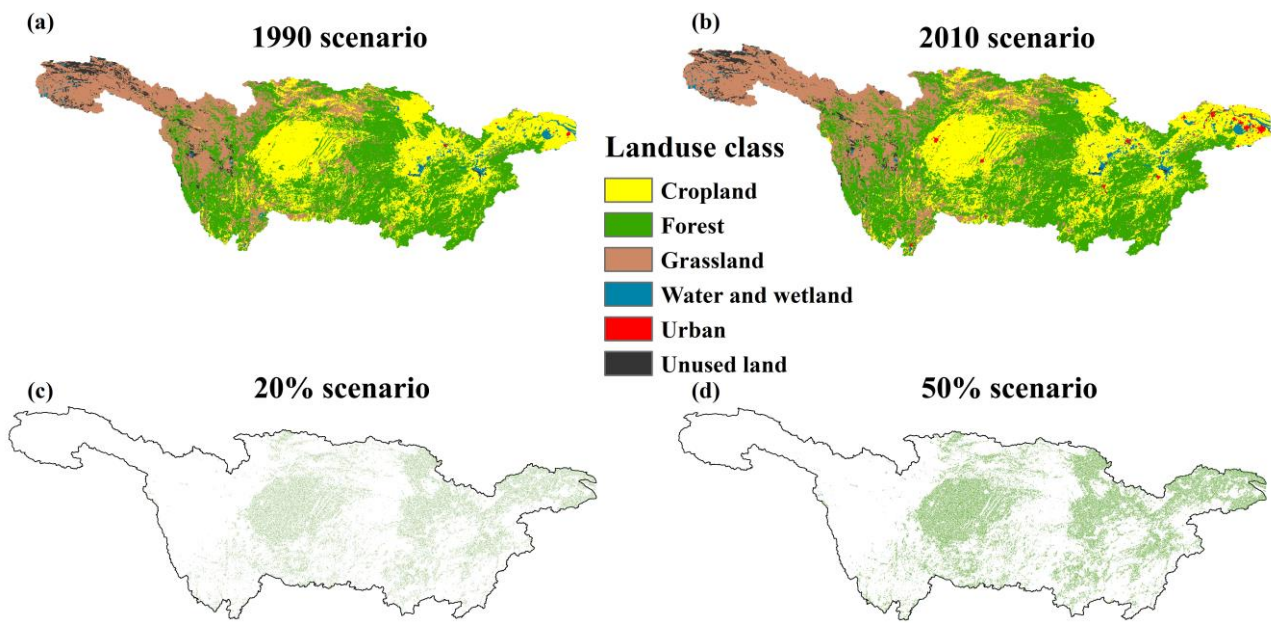 (a)
1990 scenario
(b)
2010 scenario
Landuse class
Cropland
Forest
Grassland
Water and wetland
Urban
Unused land
(c)
20% scenario
(d)
50% scenario